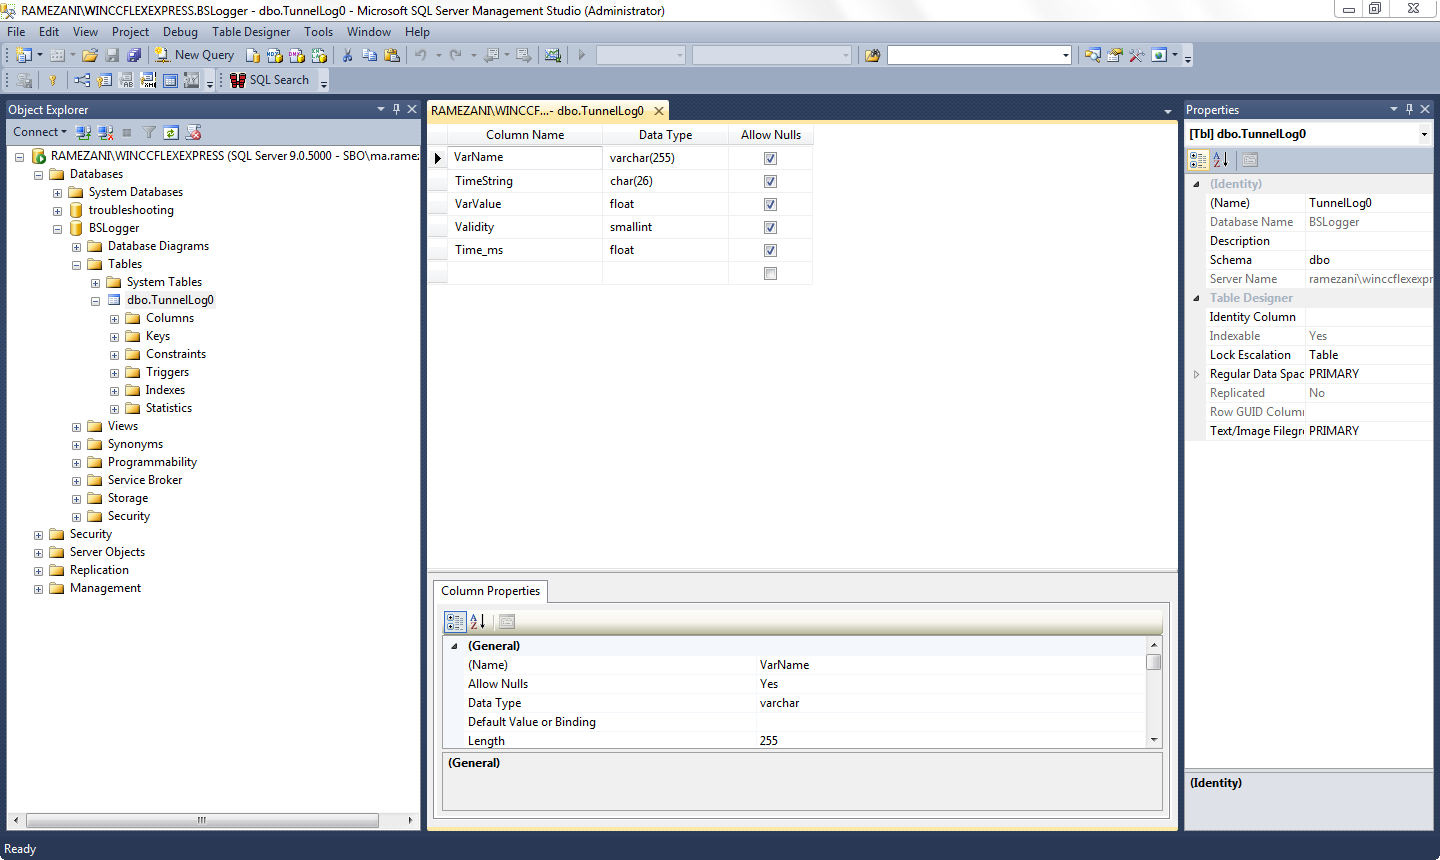 RAMEZANI\WINCCFLEXEXPRESS.BSLogger - dbo.TunnelLog0 - Microsoft SQL Server Management Studio (Administrator)
File Edit View Project Debug Table Designer Tools Window Help
New Query
SQL Search
Object Explorer
Connect
RAMEZANI\WINCCFLEXEXPRESS (SQL Server 9.0.5000 - SBO\ma.ramez
Databases
System Databases
troubleshooting
BSLogger
Database Diagrams
Tables
System Tables
dbo.TunnelLog0
Columns
Keys
Constraints
Triggers
Indexes
Statistics
Views
Synonyms
Programmability
Service Broker
Storage
Security
Security
Server Objects
Replication
Management
RAMEZANI\WINCCF...- dbo.TunnelLog0
Column Name Data Type Allow Nulls
VarName varchar(255)
TimeString char(26)
VarValue float
Validity smallint
Time_ms float
Column Properties
(General)
(Name) VarName
Allow Nulls Yes
Data Type varchar
Default Value or Binding
Length 255
(General)
Properties
[Tbl] dbo.TunnelLog0
(Identity)
(Name) TunnelLog0
Database Name BSLogger
Description
Schema dbo
Server Name ramezani\winccflexexpr
Table Designer
Identity Column
Indexable Yes
Lock Escalation Table
Regular Data Spac PRIMARY
Replicated No
Row GUID Colum
Text/Image Filegr PRIMARY
(Identity)
Ready